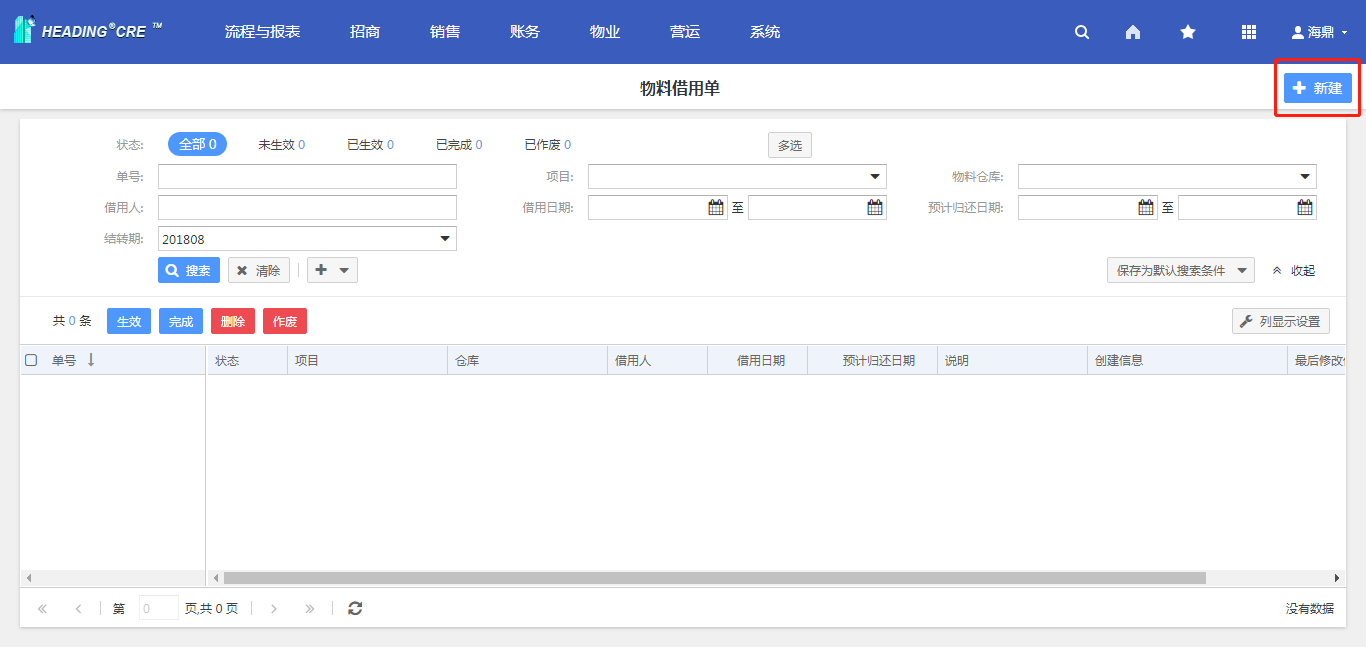 HEADING®CRE ™ 流程与报表 招商 销售 账务 物业 营运 系统 海鼎
物料借用单 新建
状态: 全部 0 未生效 0 已生效 0 已完成 0 已作废 0 多选
单号: 项目: 物料仓库:
借用人: 借用日期: 至 预计归还日期: 至
结转期: 201808
搜索 清除 保存为默认搜索条件 收起
共 0 条 生效 完成 删除 作废 列显示设置
单号 状态 项目 仓库 借用人 借用日期 预计归还日期 说明 创建信息 最后修改
第 0 页,共 0 页 没有数据